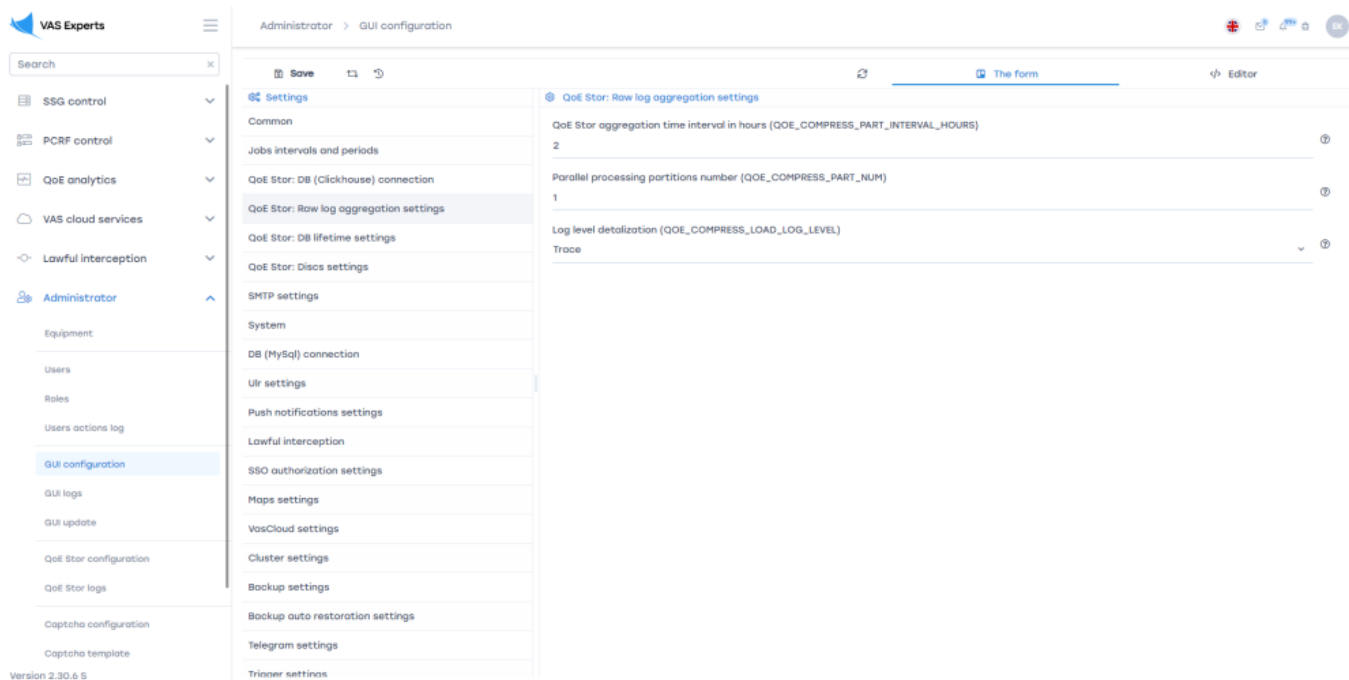 VAS Experts
Administrator > GUI configuration
EK
Search
Save
The form
</> Editor
SSG control
PCRF control
QoE analytics
VAS cloud services
Lawful interception
Administrator
Equipment
Users
Roles
Users actions log
GUI configuration
GUI logs
GUI update
QoE Stor configuration
QoE Stor logs
Captcha configuration
Captcha template
Version 2.30.6 S
Settings
Common
Jobs intervals and periods
QoE Stor: DB (Clickhouse) connection
QoE Stor: Raw log aggregation settings
QoE Stor: DB lifetime settings
QoE Stor: Discs settings
SMTP settings
System
DB (MySql) connection
Ulr settings
Push notifications settings
Lawful interception
SSO authorization settings
Maps settings
VasCloud settings
Cluster settings
Backup settings
Backup auto restoration settings
Telegram settings
Trigger settings
QoE Stor: Raw log aggregation settings
QoE Stor aggregation time interval in hours (QOE_COMPRESS_PART_INTERVAL_HOURS)
2
Parallel processing partitions number (QOE_COMPRESS_PART_NUM)
1
Log level detalization (QOE_COMPRESS_LOAD_LOG_LEVEL)
Trace